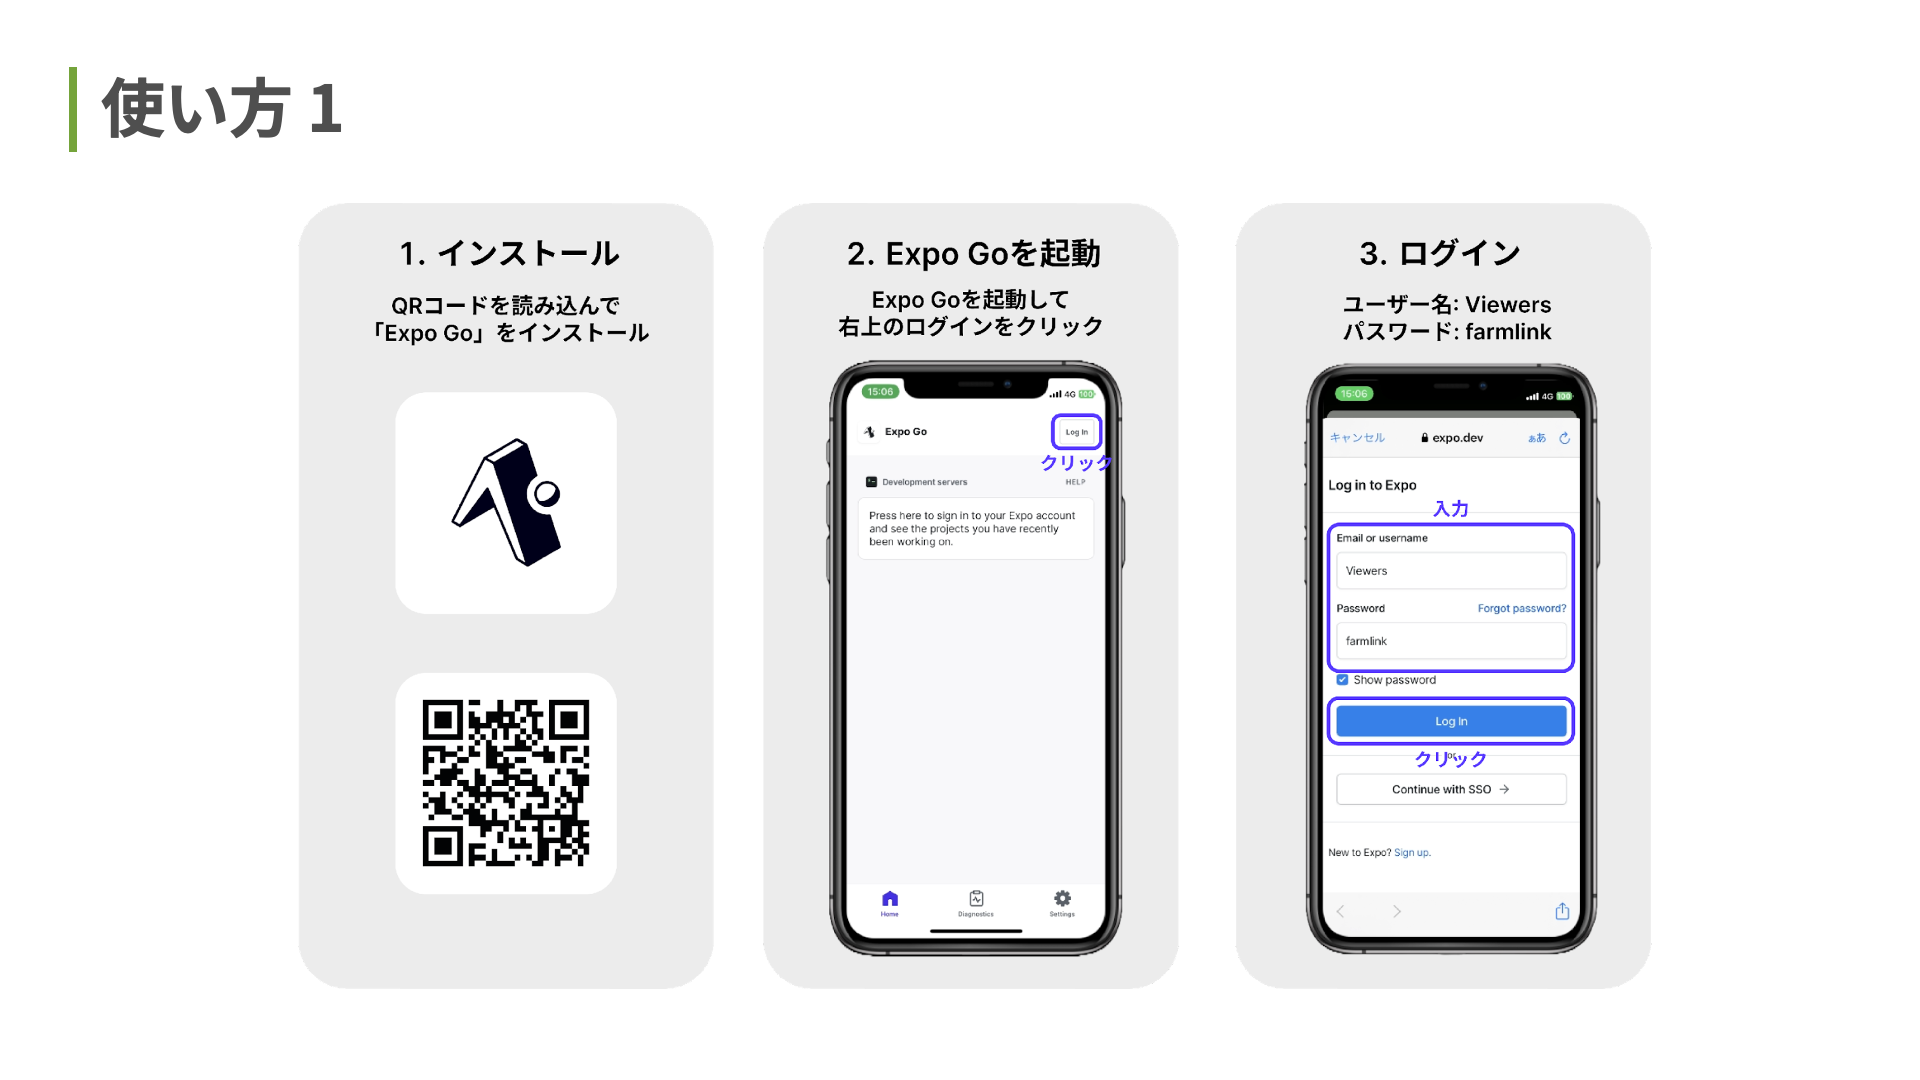 使い方 1
1. インストール
QRコードを読み込んで
「Expo Go」をインストール
2. Expo Goを起動
Expo Goを起動して
右上のログインをクリック
15:06
4G 100
Expo Go
Log In
クリック
Development servers
HELP
Press here to sign in to your Expo account
and see the projects you have recently
been working on.
Home
Diagnostics
Settings
3. ログイン
ユーザー名: Viewers
パスワード: farmlink
15:06
4G 100
キャンセル
expo.dev
ああ
Log in to Expo
入力
Email or username
Viewers
Password
Forgot password?
farmlink
Show password
Log In
クリック
Continue with SSO →
New to Expo? Sign up.